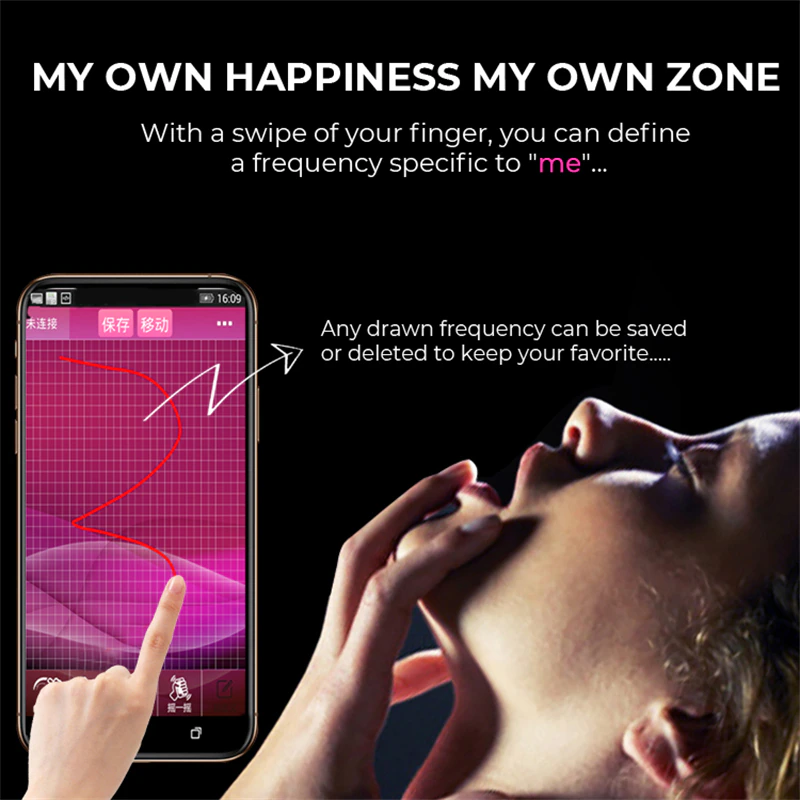 MY OWN HAPPINESS MY OWN ZONE
With a swipe of your finger, you can define
a frequency specific to "me"...
16:09
未连接
保存 移动
Any drawn frequency can be saved
or deleted to keep your favorite.....
摇一摇